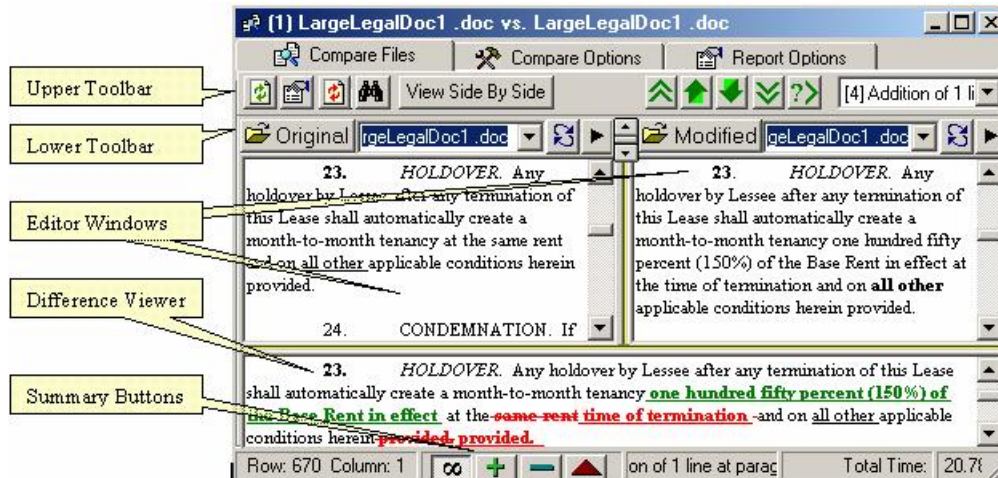 (1) LargeLegalDoc1 .doc vs. LargeLegalDoc1 .doc
Compare Files
Compare Options
Report Options
Upper Toolbar
View Side By Side
[4] Addition of 1 li
Lower Toolbar
Original
rgeLegalDoc1 .doc
Modified
geLegalDoc1 .doc
Editor Windows
23. HOLDOVER. Any
holdover by Lessee after any termination of
this Lease shall automatically create a
month-to-month tenancy at the same rent
and on all other applicable conditions herein
provided.
24. CONDEMNATION. If
23. HOLDOVER. Any
holdover by Lessee after any termination of
this Lease shall automatically create a
month-to-month tenancy one hundred fifty
percent (150%) of the Base Rent in effect at
the time of termination and on all other
applicable conditions herein provided.
Difference Viewer
23. HOLDOVER. Any holdover by Lessee after any termination of this Lease
shall automatically create a month-to-month tenancy one hundred fifty percent (150%) of
the Base Rent in effect at the same rent time of termination and on all other applicable
conditions herein provided. provided.
Summary Buttons
Row: 670 Column: 1
on of 1 line at parag
Total Time: 20.78